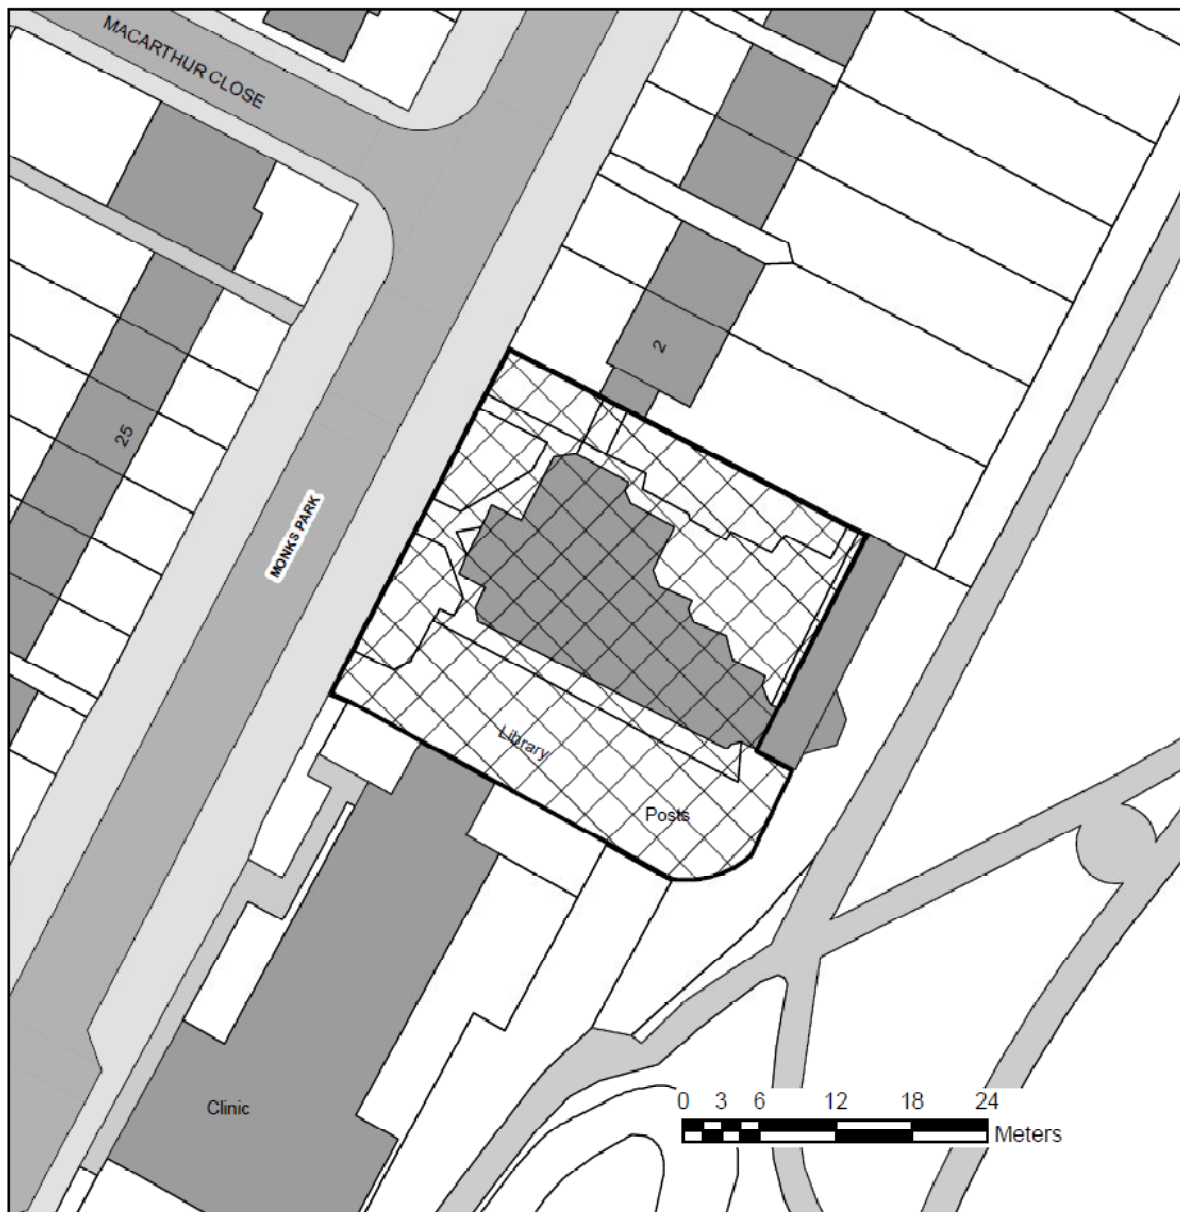 MACARTHUR CLOSE
2
25
MONKS PARK
Library
Posts
0 3 6 12 18 24
Meters
Clinic